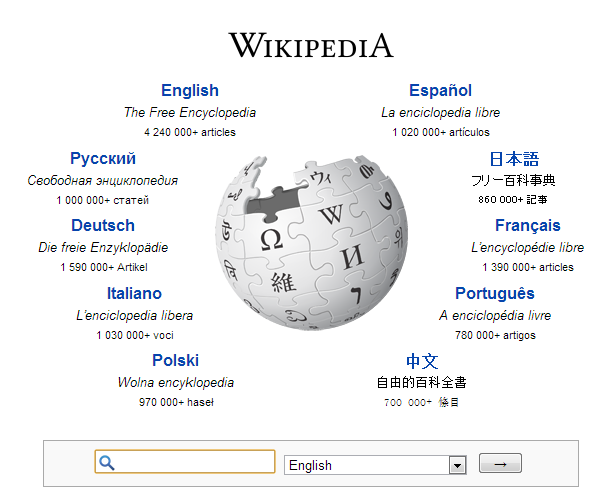 WIKIPEDIA
English
The Free Encyclopedia
4 240 000+ articles
Español
La enciclopedia libre
1 020 000+ artículos
Русский
Свободная энциклопедия
1 000 000+ статей
日本語
フリー百科事典
860 000+ 記事
Deutsch
Die freie Enzyklopädie
1 590 000+ Artikel
Français
L'encyclopédie libre
1 390 000+ articles
Italiano
L'enciclopedia libera
1 030 000+ voci
Português
A enciclopédia livre
780 000+ artigos
Polski
Wolna encyklopedia
970 000+ haseł
中文
自由的百科全書
700 000+ 條目
ウィ
W
Ω
И
維
English
→